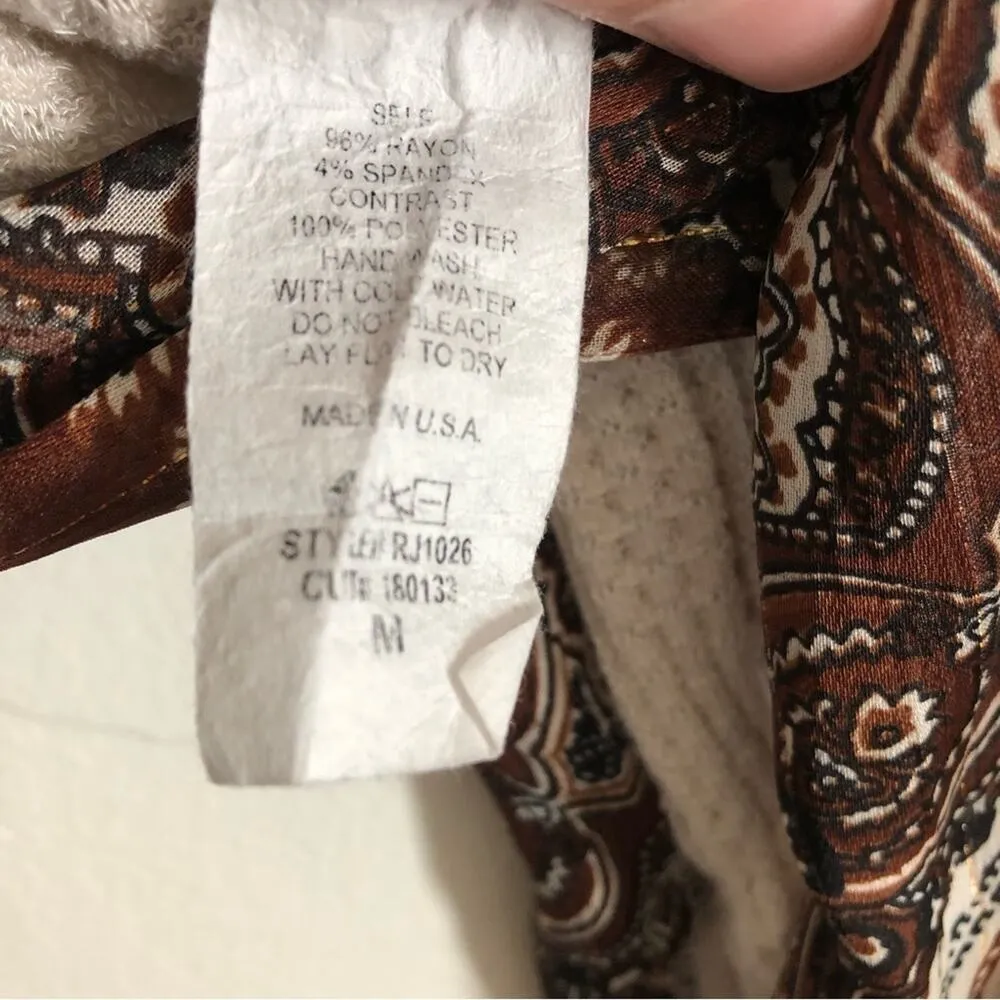 SELF
96% RAYON
4% SPANDEX
CONTRAST
100% POLYESTER
HAND WASH
WITH COLD WATER
DO NOT BLEACH
LAY FLAT TO DRY
MADE IN U.S.A.
STYLE# RJ1026
CUT# 180133
M